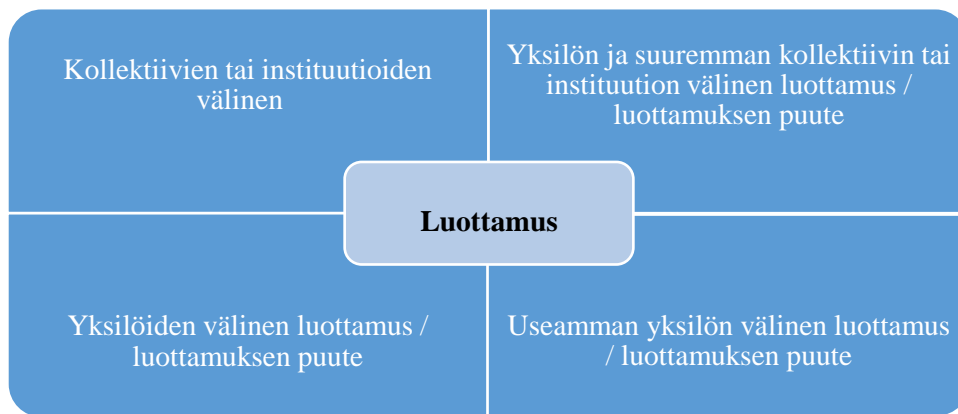 Kollektiivien tai instituutioiden
välinen
Yksilön ja suuremman kollektiivin tai
instituution välinen luottamus /
luottamuksen puute
Luottamus
Yksilöiden välinen luottamus /
luottamuksen puute
Useamman yksilön välinen luottamus
/ luottamuksen puute